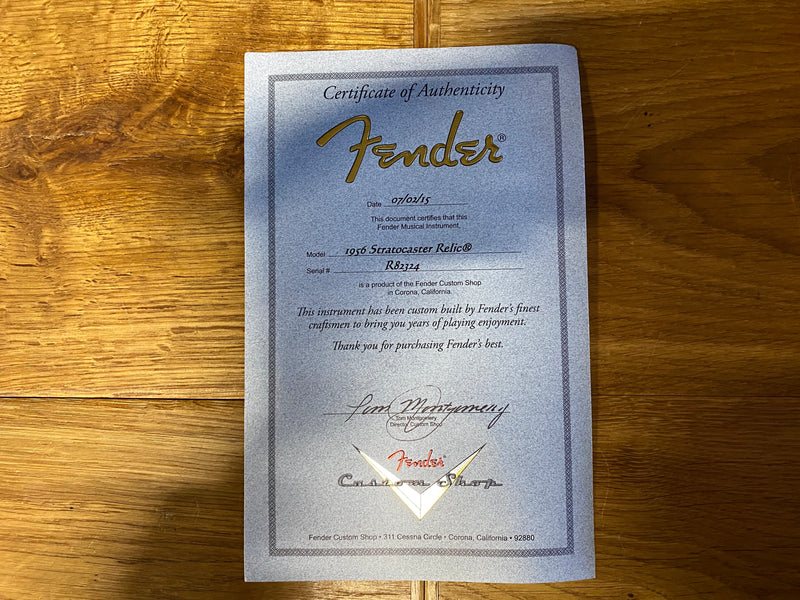 Certificate of Authenticity
Fender®
Date 07/02/15
This document certifies that this
Fender Musical Instrument,
Model 1956 Stratocaster Relic®
Serial # R82324
is a product of the Fender Custom Shop
in Corona, California.
This instrument has been custom built by Fender's finest
craftsmen to bring you years of playing enjoyment.
Thank you for purchasing Fender's best.
Tom Montgomery
Tom Montgomery,
Director, Custom Shop
Fender®
Custom Shop
Fender Custom Shop • 311 Cessna Circle • Corona, California • 92880